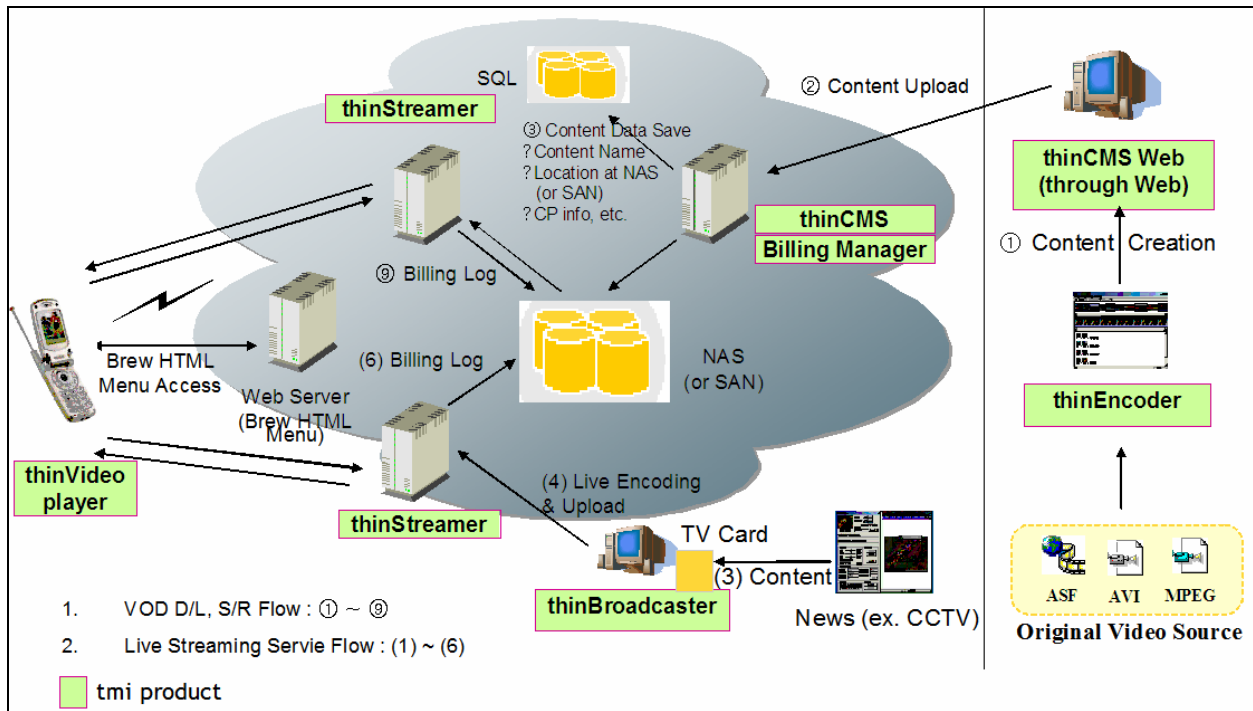 SQL
thinStreamer
③ Content Data Save
? Content Name
? Location at NAS
(or SAN)
? CP info, etc.
② Content Upload
thinCMS
Billing Manager
thinCMS Web
(through Web)
① Content Creation
thinEncoder
⑨ Billing Log
(6) Billing Log
NAS
(or SAN)
Brew HTML
Menu Access
Web Server
(Brew HTML
Menu)
thinVideo
player
thinStreamer
(4) Live Encoding
& Upload
TV Card
(3) Content
thinBroadcaster
News (ex. CCTV)
ASF
AVI
MPEG
Original Video Source
1. VOD D/L, S/R Flow : ① ~ ⑨
2. Live Streaming Servie Flow : (1) ~ (6)
tmi product